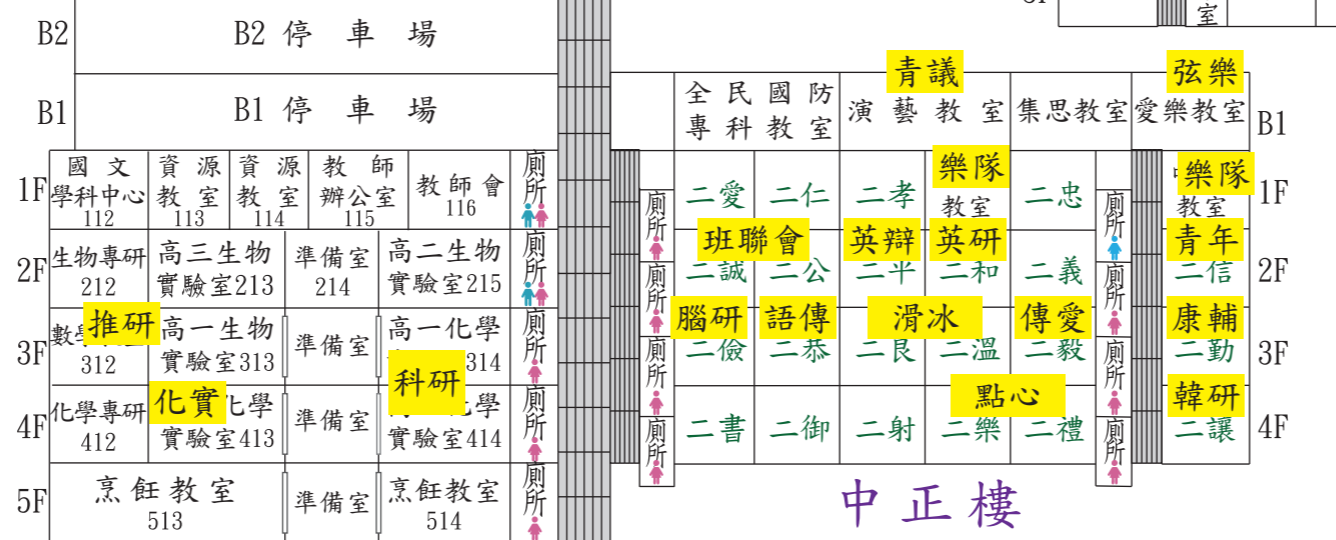 B2
B2 停 車 場
室
B1
B1 停 車 場
全民國防
專科教室
青議
演藝教室
集思教室
弦樂
愛樂教室
B1
1F
國文
學科中心
112
資源
教室
113
資源
教室
114
教師
辦公室
115
教師會
116
廁所
廁所
二愛
二仁
二孝
樂隊
教室
二忠
廁所
樂隊
教室
1F
2F
生物專研
212
高三生物
實驗室213
準備室
214
高二生物
實驗室215
廁所
廁所
班聯會
二誠
二公
英辯
二平
英研
二和
二義
廁所
青年
二信
2F
3F
推研
數學
312
高一生物
實驗室313
準備室
高一化學
314
廁所
廁所
腦研
二儉
語傳
二恭
滑冰
二良
二溫
傳愛
二毅
廁所
康輔
二勤
3F
4F
化學專研
412
化實
化學
實驗室413
準備室
科研
化學
實驗室414
廁所
廁所
二書
二御
二射
點心
二樂
二禮
廁所
韓研
二讓
4F
5F
烹飪教室
513
準備室
烹飪教室
514
廁所
中正樓